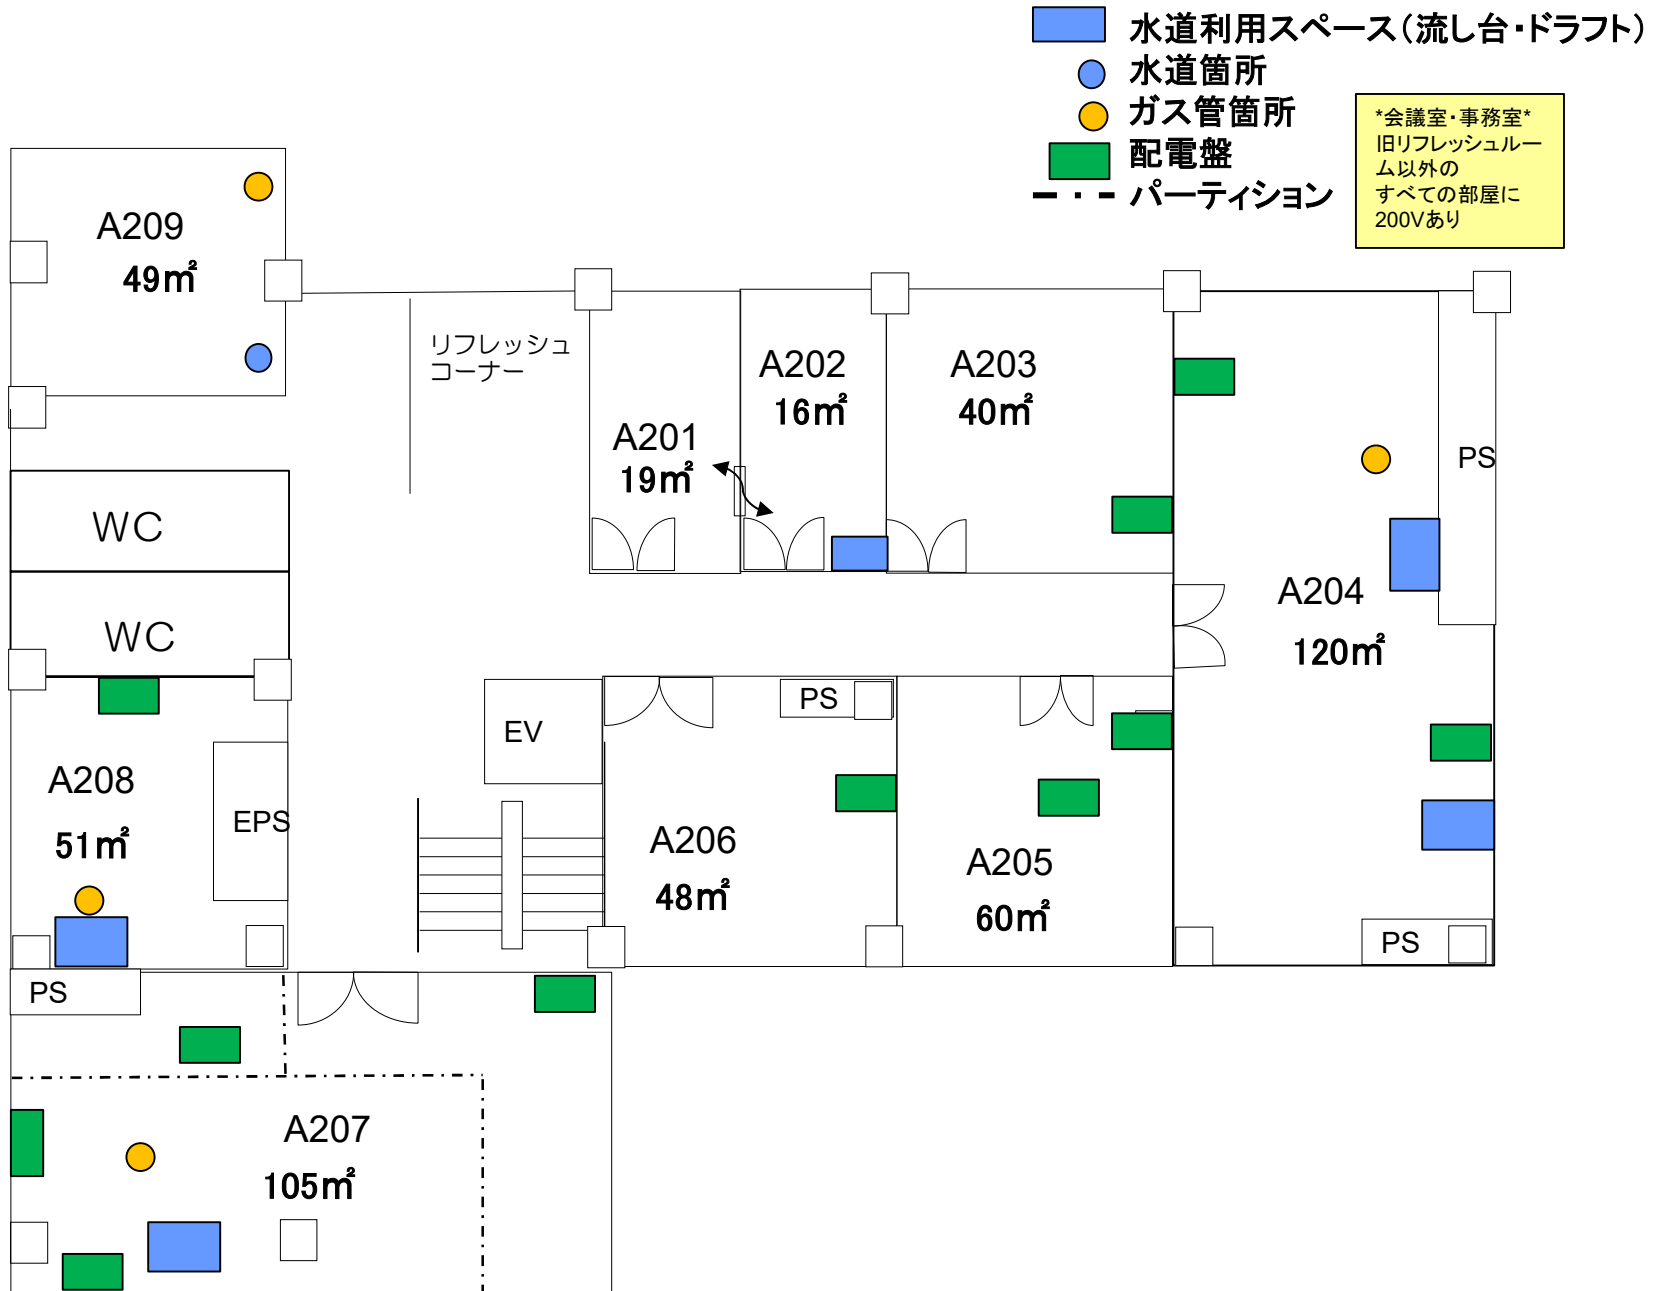 水道利用スペース(流し台・ドラフト)
水道箇所
ガス管箇所
配電盤
パーティション
*会議室・事務室*
旧リフレッシュルー
ム以外の
すべての部屋に
200Vあり
A209
49㎡
リフレッシュ
コーナー
A201
19㎡
A202
16㎡
A203
40㎡
PS
A204
120㎡
WC
WC
A208
51㎡
EPS
EV
PS
A206
48㎡
A205
60㎡
PS
PS
A207
105㎡